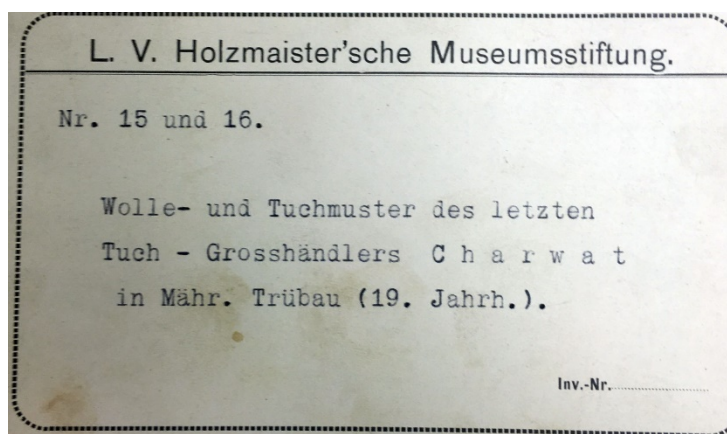 L. V. Holzmaister'sche Museumsstiftung.
Nr. 15 und 16.
Wolle- und Tuchmuster des letzten
Tuch - Grosshändlers C h a r w a t
in Mähr. Trübau (19. Jahrh.).
Inv.-Nr.